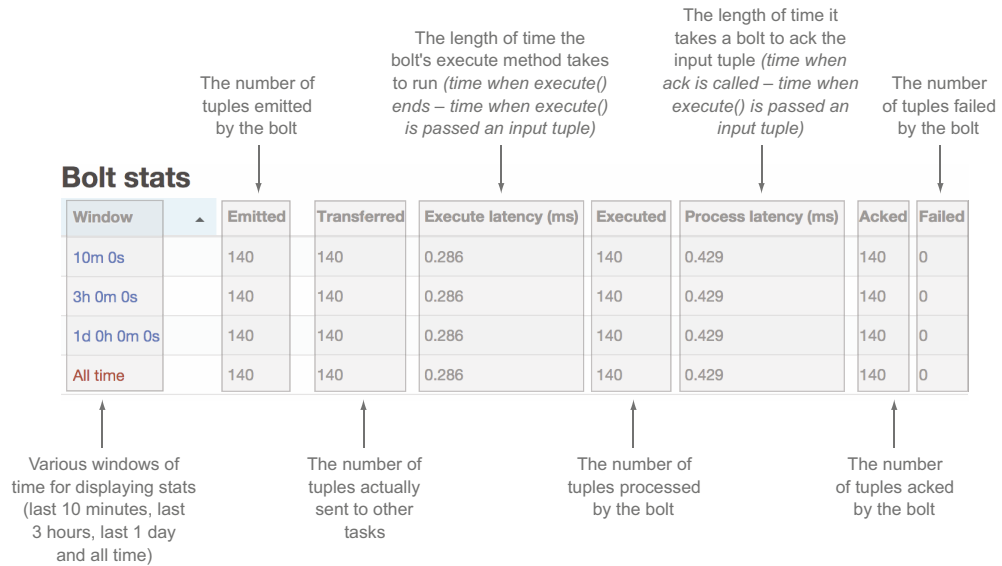 The number of
tuples emitted
by the bolt
The length of time the
bolt's execute method takes
to run (time when execute()
ends – time when execute()
is passed an input tuple)
The length of time it
takes a bolt to ack the
input tuple (time when
ack is called – time when
execute() is passed an
input tuple)
The number
of tuples failed
by the bolt
Bolt stats
Window Emitted Transferred Execute latency (ms) Executed Process latency (ms) Acked Failed
10m 0s 140 140 0.286 140 0.429 140 0
3h 0m 0s 140 140 0.286 140 0.429 140 0
1d 0h 0m 0s 140 140 0.286 140 0.429 140 0
All time 140 140 0.286 140 0.429 140 0
Various windows of
time for displaying stats
(last 10 minutes, last
3 hours, last 1 day
and all time)
The number of
tuples actually
sent to other
tasks
The number of
tuples processed
by the bolt
The number
of tuples acked
by the bolt